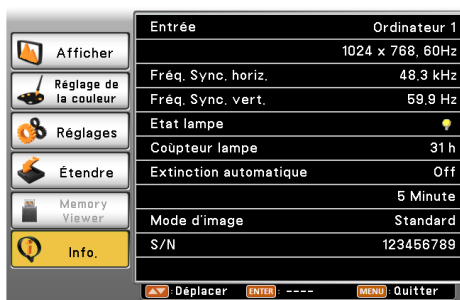 Afficher
Réglage de
la couleur
Réglages
Étendre
Memory
Viewer
Info.
Entrée Ordinateur 1
1024 x 768, 60Hz
Fréq. Sync. horiz. 48.3 kHz
Fréq. Sync. vert. 59.9 Hz
Etat lampe
Coùpteur lampe 31 h
Extinction automatique Off
5 Minute
Mode d'image Standard
S/N 123456789
:Déplacer ENTER : ---- MENU : Quitter